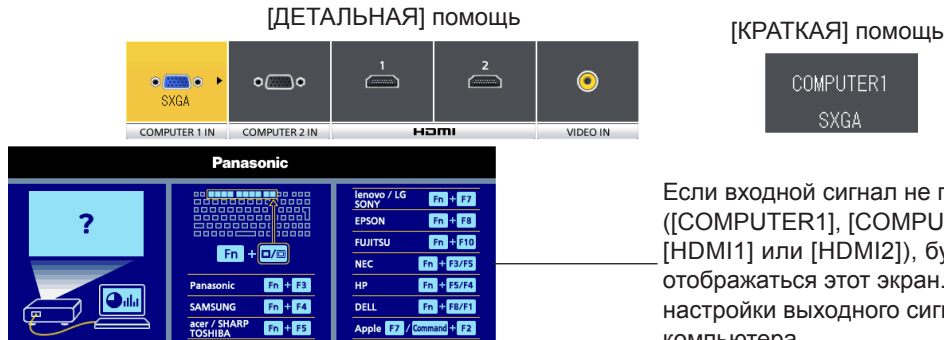 [ДЕТАЛЬНАЯ] помощь
[КРАТКАЯ] помощь
1
2
SXGA
COMPUTER 1 IN
COMPUTER 2 IN
HDMI
VIDEO IN
COMPUTER1
SXGA
Panasonic
?
Fn +
Panasonic Fn + F3
SAMSUNG Fn + F4
acer / SHARP
TOSHIBA Fn + F5
lenovo / LG
SONY Fn + F7
EPSON Fn + F8
FUJITSU Fn + F10
NEC Fn + F3/F5
HP Fn + F5/F4
DELL Fn + F8/F1
Apple F7 / Command + F2
Если входной сигнал не
([COMPUTER1],
[HDMI1] или [HDMI2]),
отображаться этот экран.
настройки выходного
компьютера